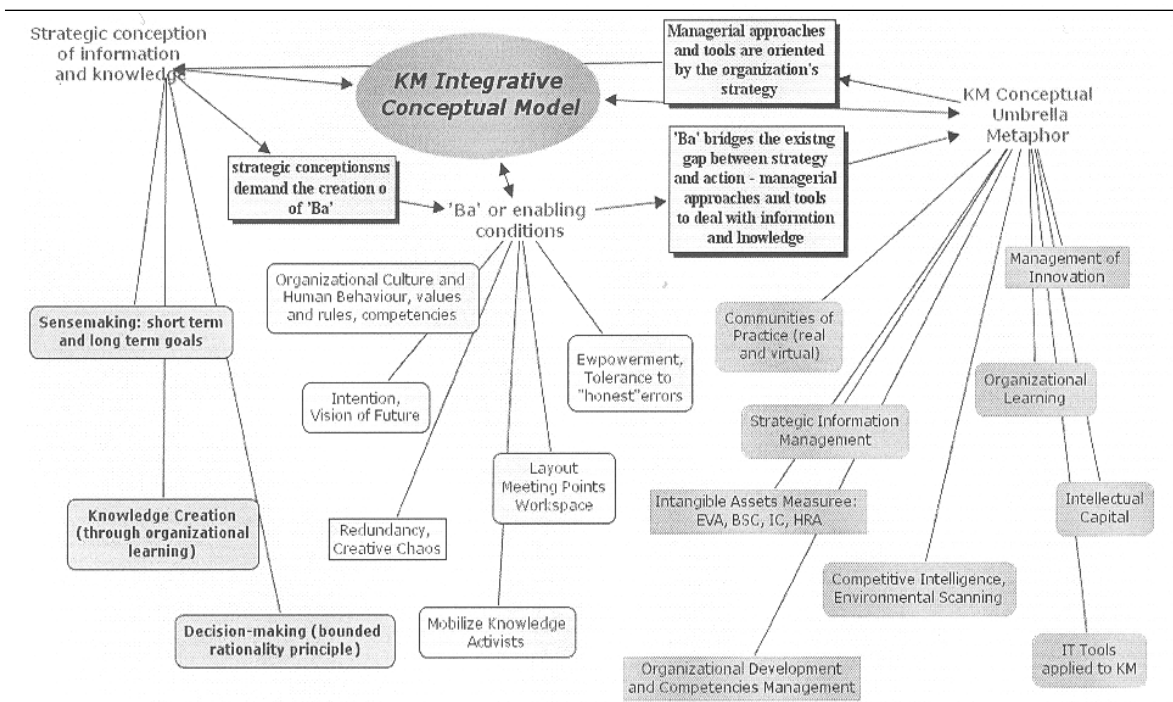 Strategic conception
of information
and knowledge
KM Integrative
Conceptual Model
Managerial approaches
and tools are oriented
by the organization's
strategy
KM Conceptual
Umbrella
Metaphor
strategic conceptionsns
demand the creation o
of 'Ba'
'Ba' or enabling
conditions
'Ba' bridges the existng
gap between strategy
and action - managerial
approaches and tools
to deal with informtion
and lnowledge
Organizational Culture and
Human Behaviour, values
and rules, competencies
Management of
Innovation
Sensemaking: short term
and long term goals
Communities of
Practice (real
and virtual)
Ewpowerment,
Tolerance to
"honest"errors
Intention,
Vision of Future
Organizational
Learning
Strategic Information
Management
Layout
Meeting Points
Workspace
Intangible Assets Measuree:
EVA, BSC, IC, HRA
Intellectual
Capital
Knowledge Creation
(through organizational
learning)
Redundancy,
Creative Chaos
Competitive Intelligence,
Environmental Scanning
Decision-making (bounded
rationality principle)
Mobilize Knowledge
Activists
IT Tools
applied to KM
Organizational Development
and Competencies Management